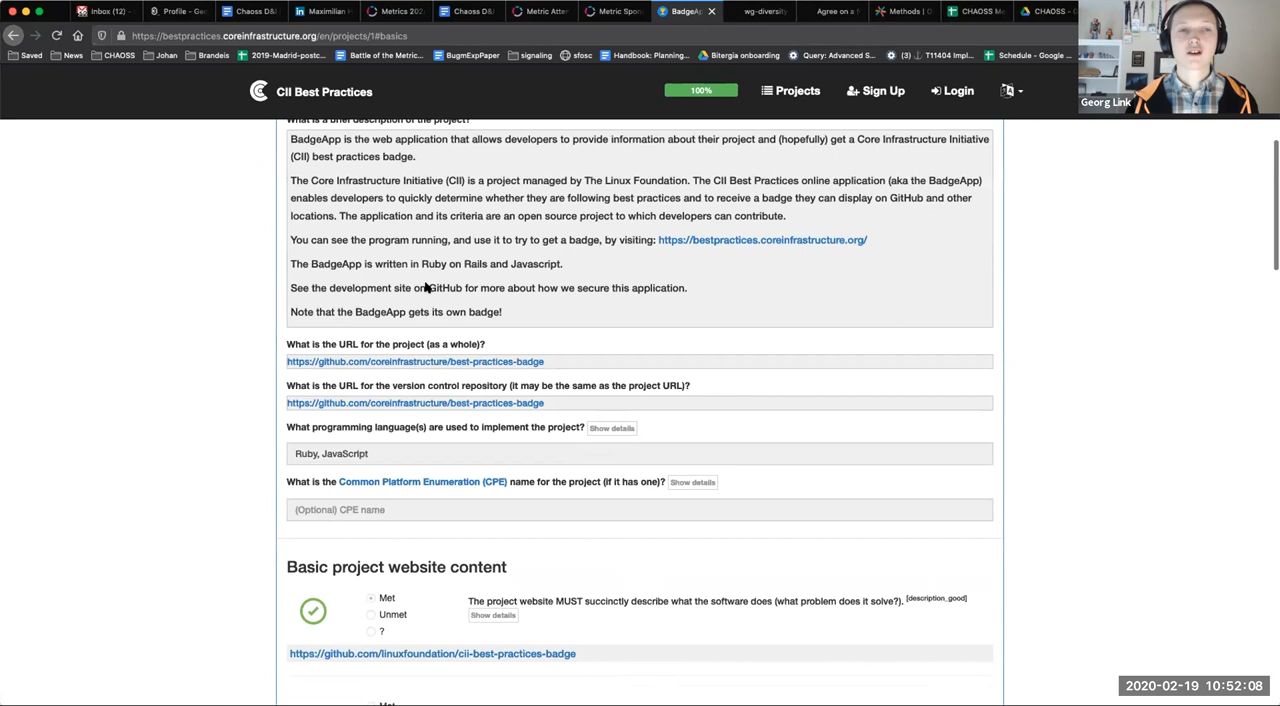 Inbox (12)
Profile - Ge
Chaoss D&I
Maximilian
Metrics 202
Chaoss D&
Metric Atter
Metric Spon
BadgeAp
wg-diversity
Agree on a f
Methods | C
CHAOSS Me
CHAOSS -
https://bestpractices.coreinfrastructure.org/en/projects/1#basics
Saved
News
CHAOSS
Johan
Brandeis
2019-Madrid-postc...
Battle of the Metric...
BugmExpPaper
signaling
sfosc
Handbook: Planning...
Bitergia onboarding
Query: Advanced S...
(3) ⚓ T11404 Impl...
Schedule - Google ...
CII Best Practices
100%
Projects
Sign Up
Login
Georg Link
What is a brief description of the project?
BadgeApp is the web application that allows developers to provide information about their project and (hopefully) get a Core Infrastructure Initiative
(CII) best practices badge.
The Core Infrastructure Initiative (CII) is a project managed by The Linux Foundation. The CII Best Practices online application (aka the BadgeApp)
enables developers to quickly determine whether they are following best practices and to receive a badge they can display on GitHub and other
locations. The application and its criteria are an open source project to which developers can contribute.
You can see the program running, and use it to try to get a badge, by visiting: https://bestpractices.coreinfrastructure.org/
The BadgeApp is written in Ruby on Rails and Javascript.
See the development site on GitHub for more about how we secure this application.
Note that the BadgeApp gets its own badge!
What is the URL for the project (as a whole)?
https://github.com/coreinfrastructure/best-practices-badge
What is the URL for the version control repository (it may be the same as the project URL)?
https://github.com/coreinfrastructure/best-practices-badge
What programming language(s) are used to implement the project? Show details
Ruby, JavaScript
What is the Common Platform Enumeration (CPE) name for the project (if it has one)? Show details
(Optional) CPE name
Basic project website content
Met
Unmet
?
The project website MUST succinctly describe what the software does (what problem does it solve?). [description_good]
Show details
https://github.com/linuxfoundation/cii-best-practices-badge
2020-02-19 10:52:08